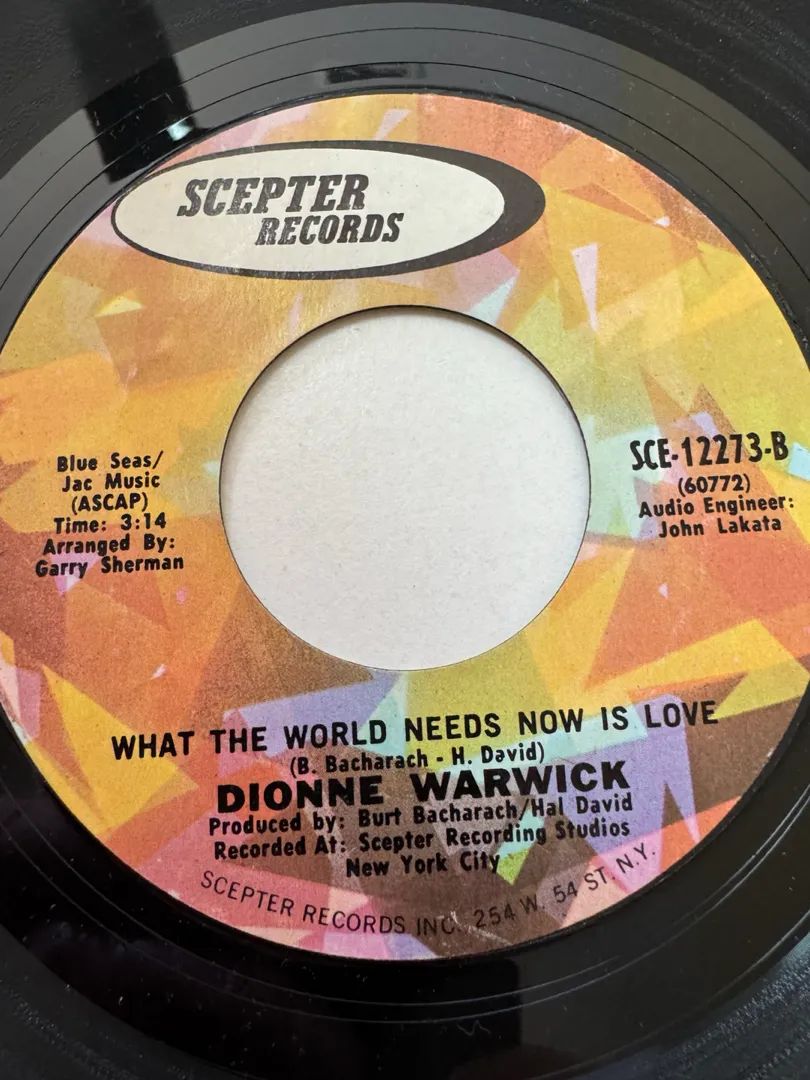 SCEPTER
RECORDS
Blue Seas/
Jac Music
(ASCAP)
Time: 3:14
Arranged By:
Garry Sherman
SCE-12273-B
(60772)
Audio Engineer:
John Lakata
WHAT THE WORLD NEEDS NOW IS LOVE
(B. Bacharach - H. David)
DIONNE WARWICK
Produced by: Burt Bacharach/Hal David
Recorded At: Scepter Recording Studios
New York City
SCEPTER RECORDS INC. 254 W. 54 ST. N.Y.